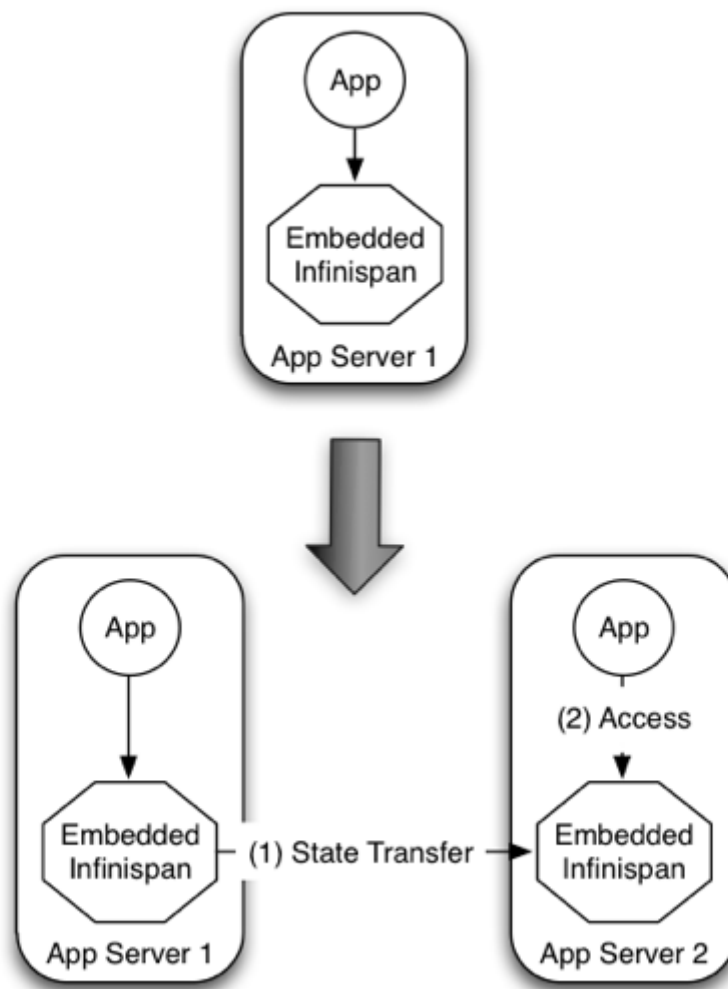 App
Embedded
Infinispan
App Server 1
App
App
(2) Access
Embedded
Infinispan
(1) State Transfer
Embedded
Infinispan
App Server 1
App Server 2